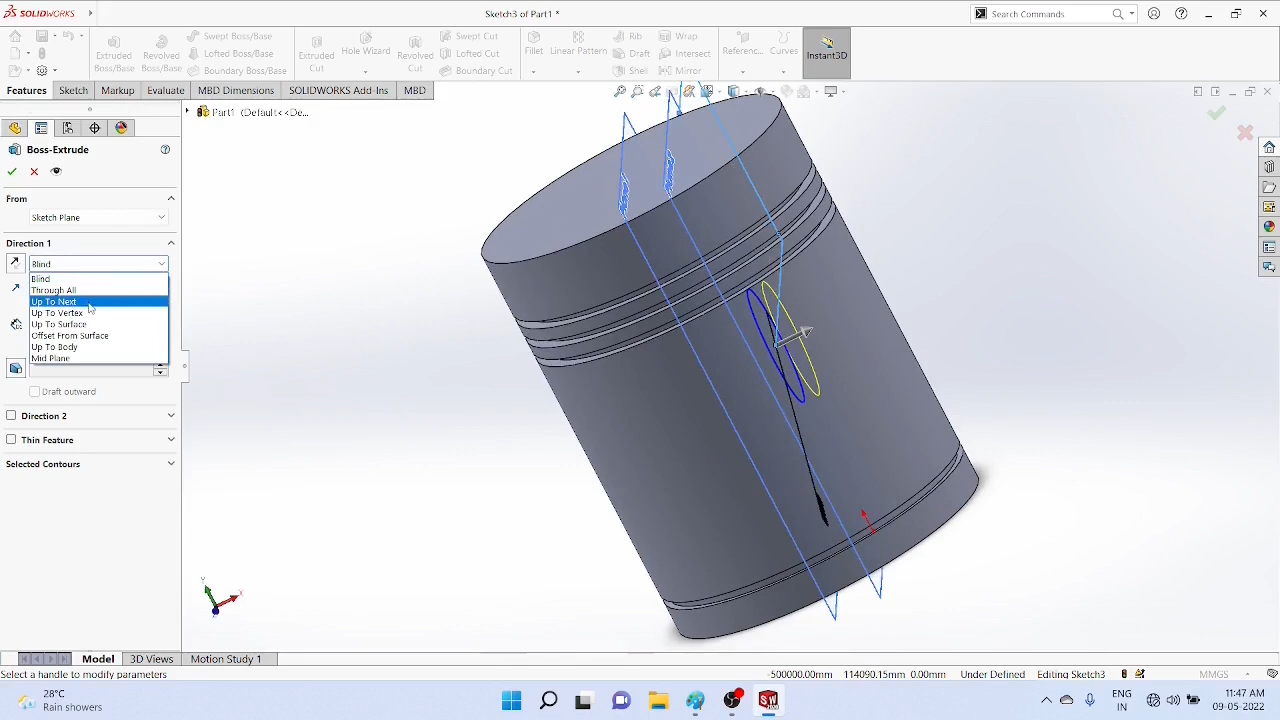 SOLIDWORKS
Sketch3 of Part1 *
Search Commands
Extruded Boss/Base
Revolved Boss/Base
Swept Boss/Base
Lofted Boss/Base
Boundary Boss/Base
Extruded Cut
Hole Wizard
Revolved Cut
Swept Cut
Lofted Cut
Boundary Cut
Fillet
Linear Pattern
Rib
Draft
Shell
Wrap
Intersect
Mirror
Referenc...
Curves
Instant3D
Features
Sketch
Markup
Evaluate
MBD Dimensions
SOLIDWORKS Add-Ins
MBD
Part1 (Default<<De...
Boss-Extrude
From
Sketch Plane
Direction 1
Blind
Blind
Through All
Up To Next
Up To Vertex
Up To Surface
Offset From Surface
Up To Body
Mid Plane
Draft outward
Direction 2
Thin Feature
Selected Contours
Y
X
Model
3D Views
Motion Study 1
Select a handle to modify parameters
-500000.00mm
114090.15mm 0.00mm
Under Defined
Editing Sketch3
MMGS
28°C
Rain showers
ENG
IN
11:47 AM
09-05-2022